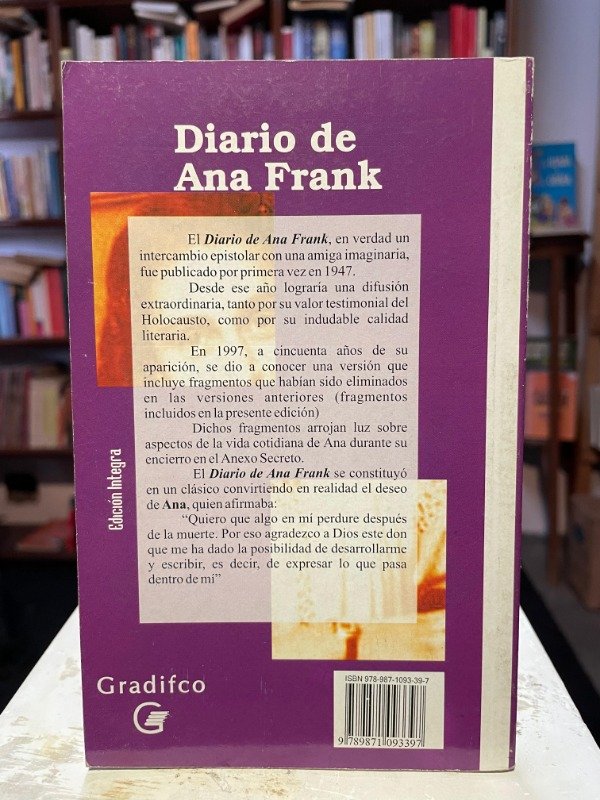 Diario de
Ana Frank
El Diario de Ana Frank, en verdad un
intercambio epistolar con una amiga imaginaria,
fue publicado por primera vez en 1947.
Desde ese año lograría una difusión
extraordinaria, tanto por su valor testimonial del
Holocausto, como por su indudable calidad
literaria.
En 1997, a cincuenta años de su
aparición, se dio a conocer una versión que
incluye fragmentos que habían sido eliminados
en las versiones anteriores (fragmentos
incluidos en la presente edición)
Dichos fragmentos arrojan luz sobre
aspectos de la vida cotidiana de Ana durante su
encierro en el Anexo Secreto.
El Diario de Ana Frank se constituyó
en un clásico convirtiendo en realidad el deseo
de Ana, quien afirmaba:
“Quiero que algo en mí perdure después
de la muerte. Por eso agradezco a Dios este don
que me ha dado la posibilidad de desarrollarme
y escribir, es decir, de expresar lo que pasa
dentro de mí”
Edición Integra
Gradifco
G
ISBN 978-987-1093-39-7
9 789871 093397